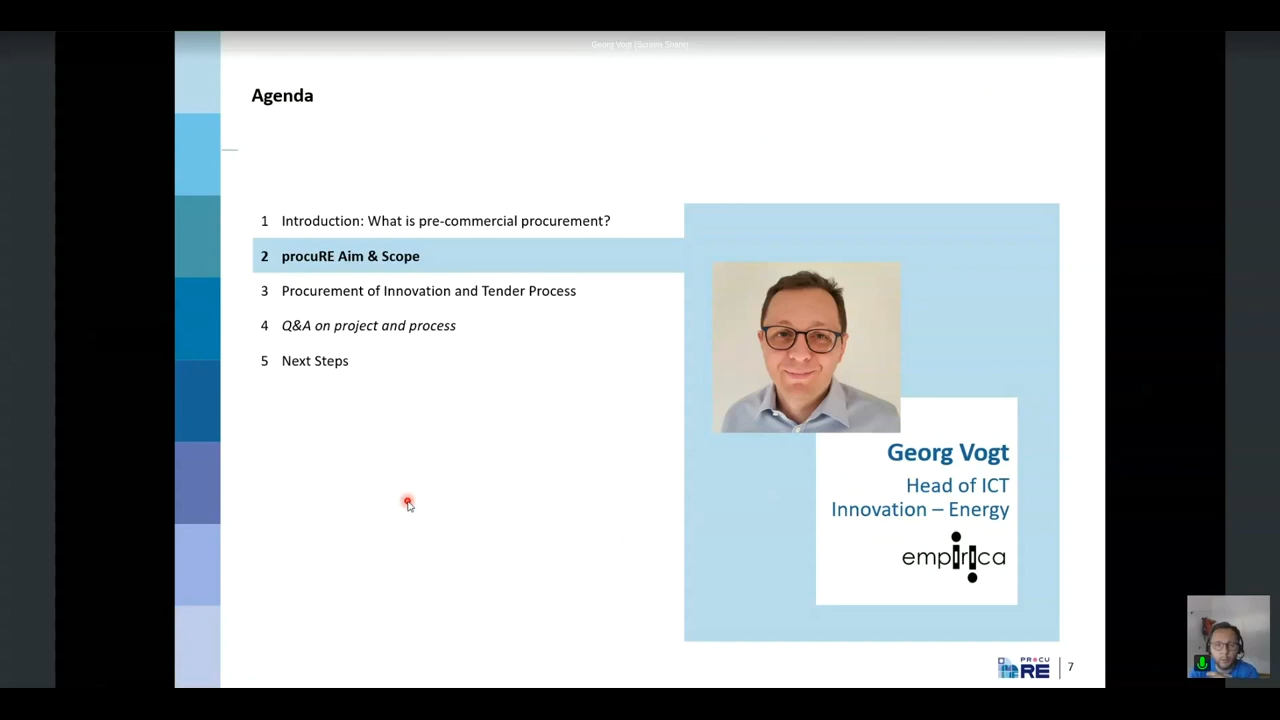 Georg Vogt (Screen Share)
Agenda
1 Introduction: What is pre-commercial procurement?
2 procuRE Aim & Scope
3 Procurement of Innovation and Tender Process
4 Q&A on project and process
5 Next Steps
Georg Vogt
Head of ICT
Innovation – Energy
empirica
PROCU
RE
7